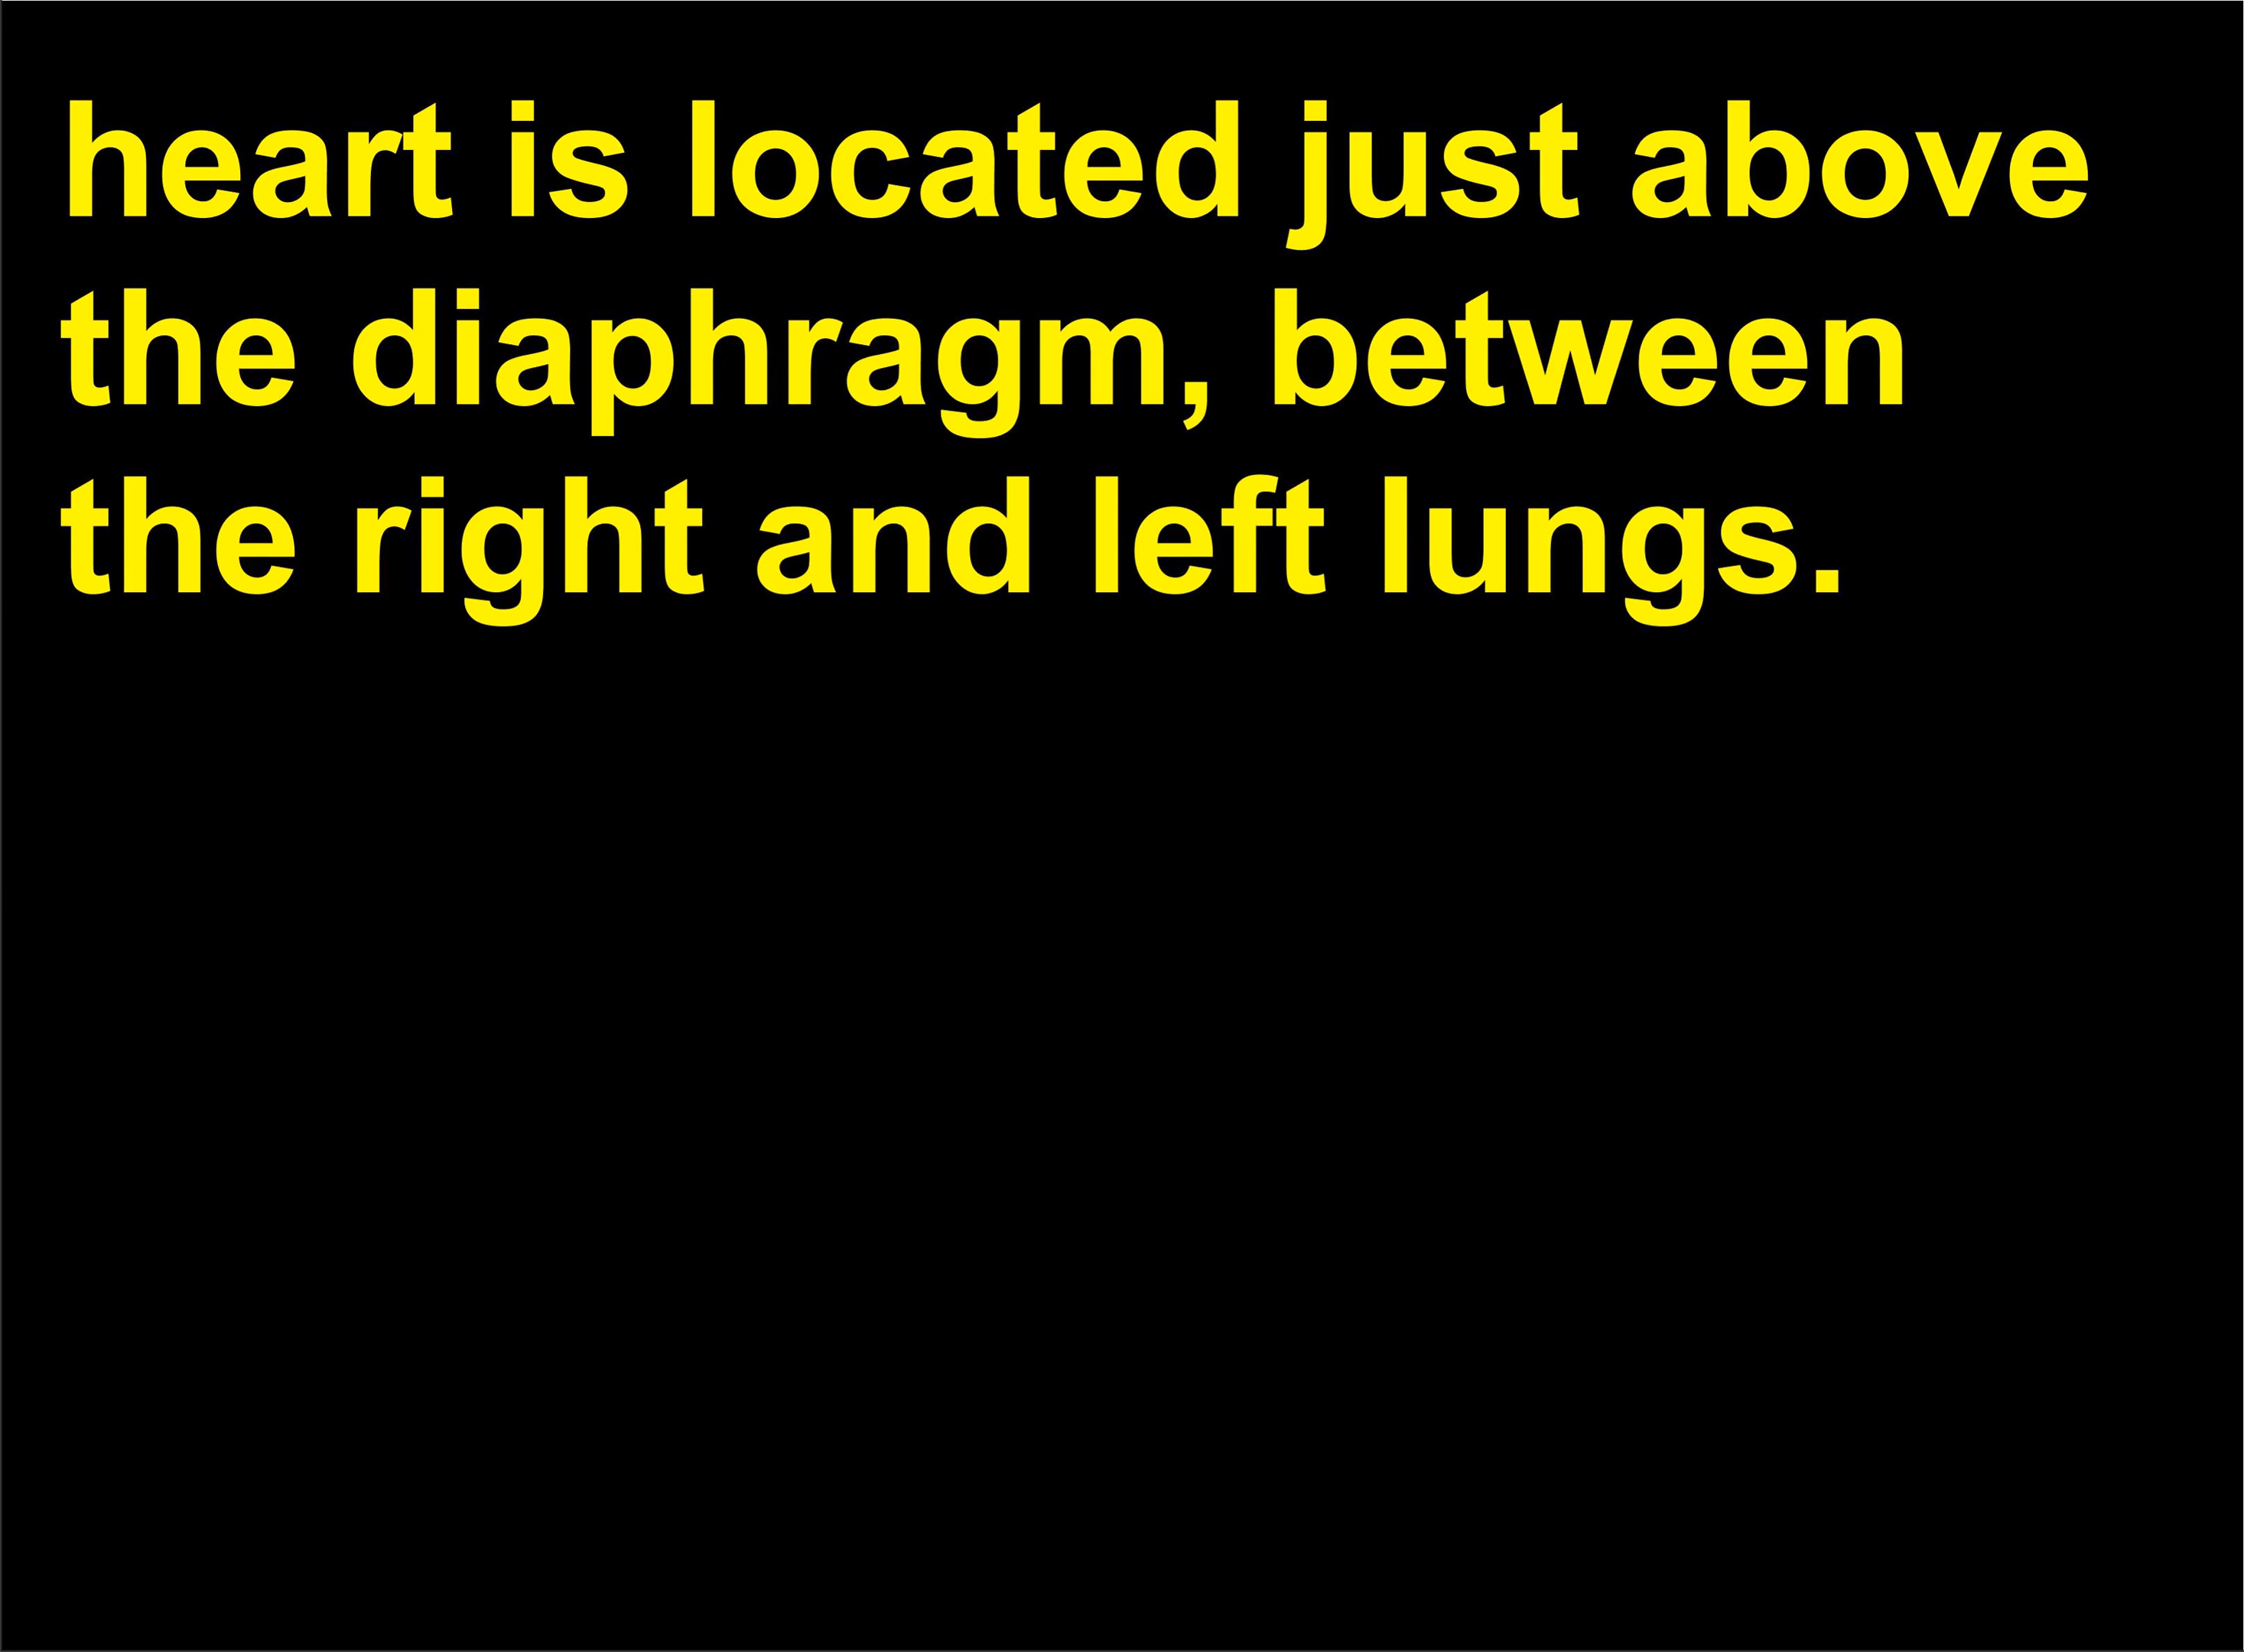 heart is located just above
the diaphragm, between
the right and left lungs.